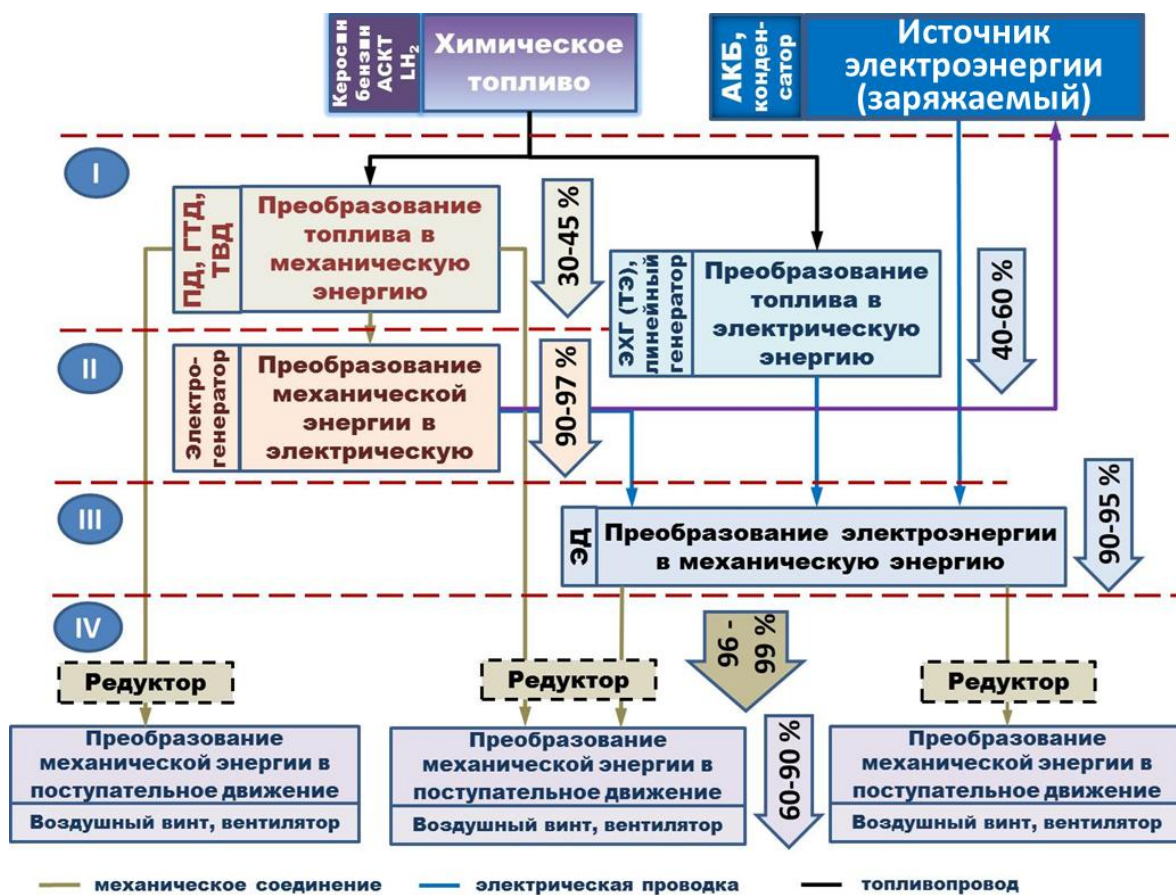 Керосин
бензин
АСКТ
LH₂
Химическое
топливо
АКБ,
конден-
сатор
Источник
электроэнергии
(заряжаемый)
I
ПД, ГТД,
ТВД
Преобразование
топлива в
механическую
энергию
30-45 %
ЭХГ (ТЭ),
линейный
генератор
Преобразование
топлива в
электрическую
энергию
40-60 %
II
Электро-
генератор
Преобразование
механической
энергии в
электрическую
90-97 %
III
ЭД
Преобразование электроэнергии
в механическую энергию
90-95 %
IV
Редуктор
Редуктор
96 -
99 %
Редуктор
Преобразование
механической энергии в
поступательное движение
Воздушный винт, вентилятор
Преобразование
механической энергии в
поступательное движение
Воздушный винт, вентилятор
60-90 %
Преобразование
механической энергии в
поступательное движение
Воздушный винт, вентилятор
механическое соединение
электрическая проводка
топливопровод